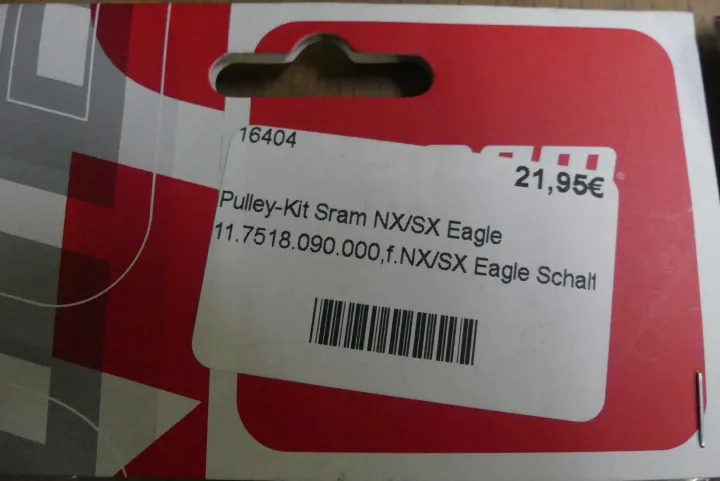 16404
21,95€
Pulley-Kit Sram NX/SX Eagle
11.7518.090.000,f.NX/SX Eagle Schalt